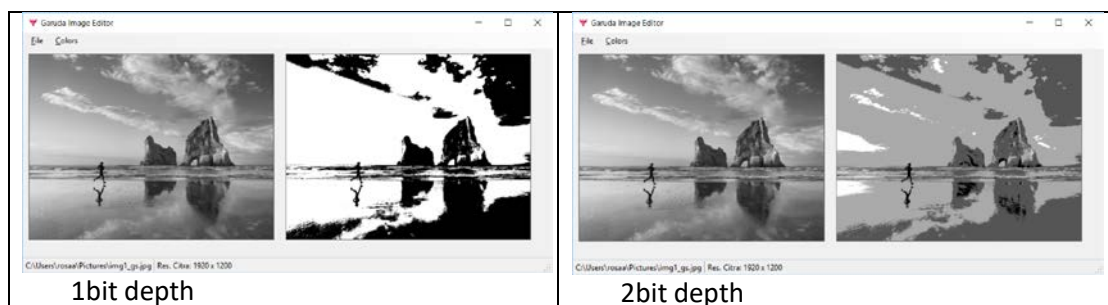 Garuda Image Editor
File Colors
C:\Users\rosaa\Pictures\img1_gs.jpg Res. Citra: 1920 x 1200
1bit depth
Garuda Image Editor
File Colors
C:\Users\rosaa\Pictures\img1_gs.jpg Res. Citra: 1920 x 1200
2bit depth